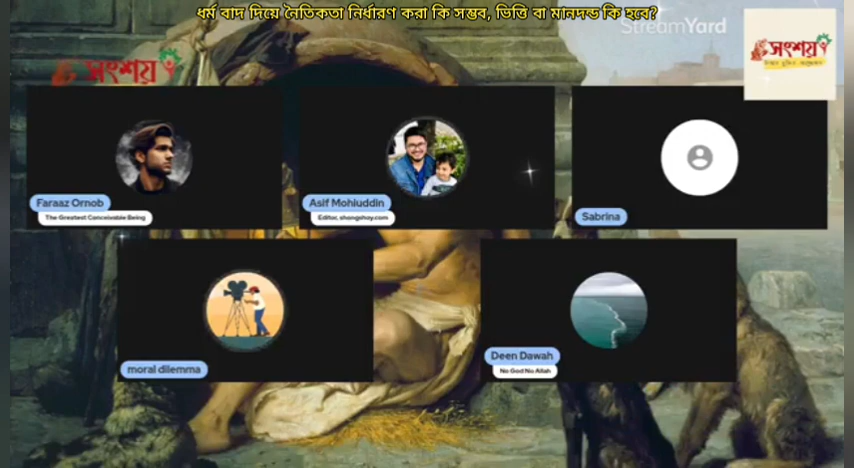 ধর্ম বাদ দিয়ে নৈতিকতা নির্ধারণ করা কি সম্ভব, ভিত্তি বা মানদন্ড কি হবে?
StreamYard
সংশয়
সংশয়
Faraaz Ornob
The Greatest Conceivable Being
Asif Mohiuddin
Editor, shongshoy.com
Sabrina
moral dilemma
Deen Dawah
No God No Allah